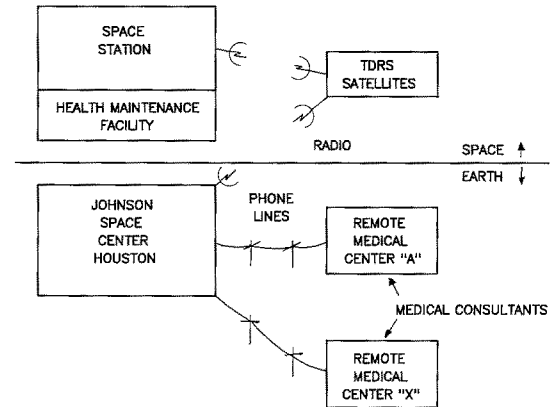 SPACE
STATION
HEALTH MAINTENANCE
FACILITY
TDRS
SATELLITES
RADIO
SPACE
EARTH
JOHNSON
SPACE
CENTER
HOUSTON
PHONE
LINES
REMOTE
MEDICAL
CENTER "A"
MEDICAL CONSULTANTS
REMOTE
MEDICAL
CENTER "X"